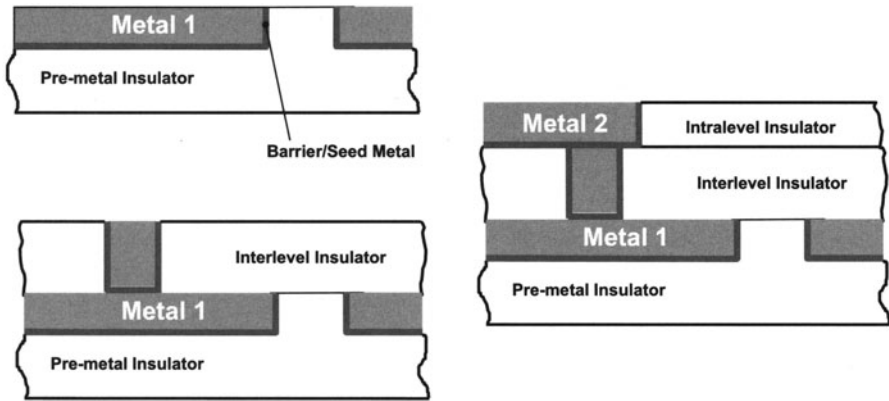 Metal 1
Pre-metal Insulator
Barrier/Seed Metal
Interlevel Insulator
Metal 1
Pre-metal Insulator
Metal 2
Intralevel Insulator
Interlevel Insulator
Metal 1
Pre-metal Insulator